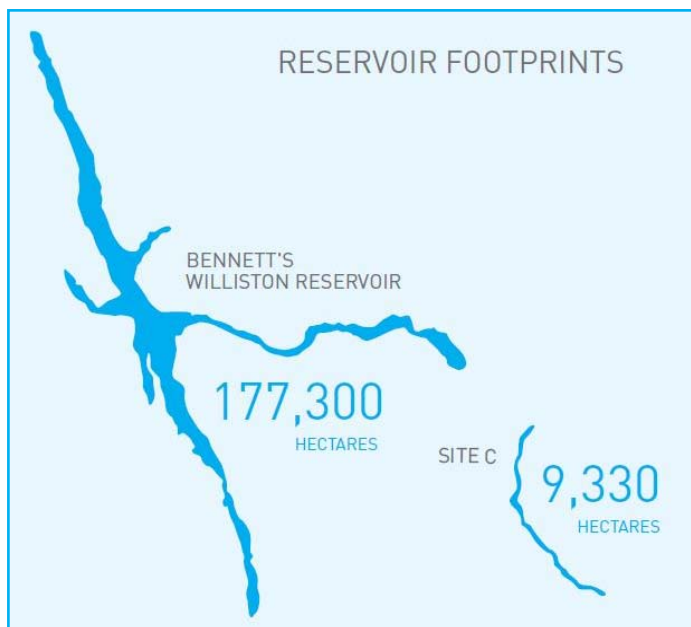 RESERVOIR FOOTPRINTS
BENNETT'S
WILLISTON RESERVOIR
177,300
HECTARES
SITE C
9,330
HECTARES